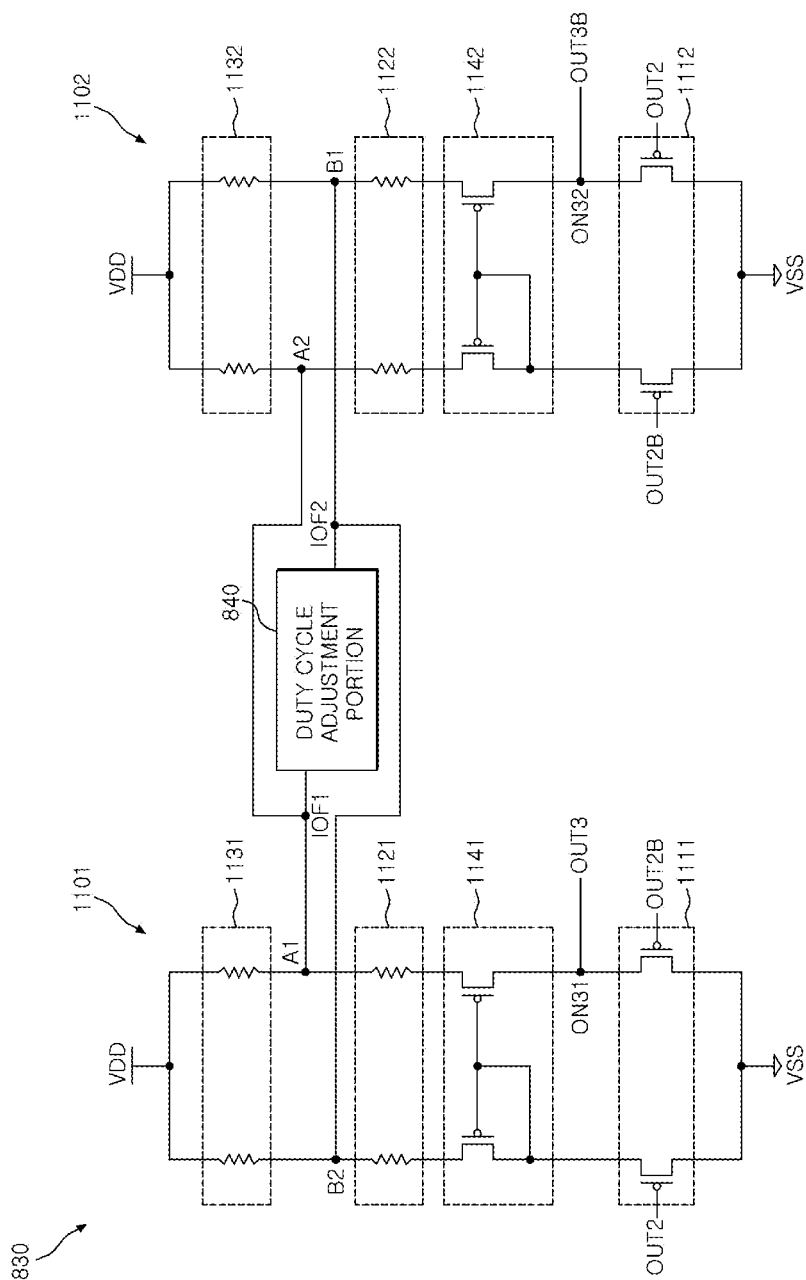 830
1101
VDD
1131
A1
B2
1121
1141
ON31
OUT3
OUT2
OUT2B
1111
VSS
IOF1
840
DUTY CYCLE
ADJUSTMENT
PORTION
IOF2
1102
VDD
1132
A2
B1
1122
1142
ON32
OUT3B
OUT2B
OUT2
1112
VSS